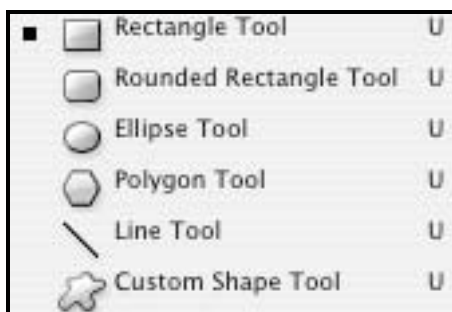 Rectangle Tool U
Rounded Rectangle Tool U
Ellipse Tool U
Polygon Tool U
Line Tool U
Custom Shape Tool U